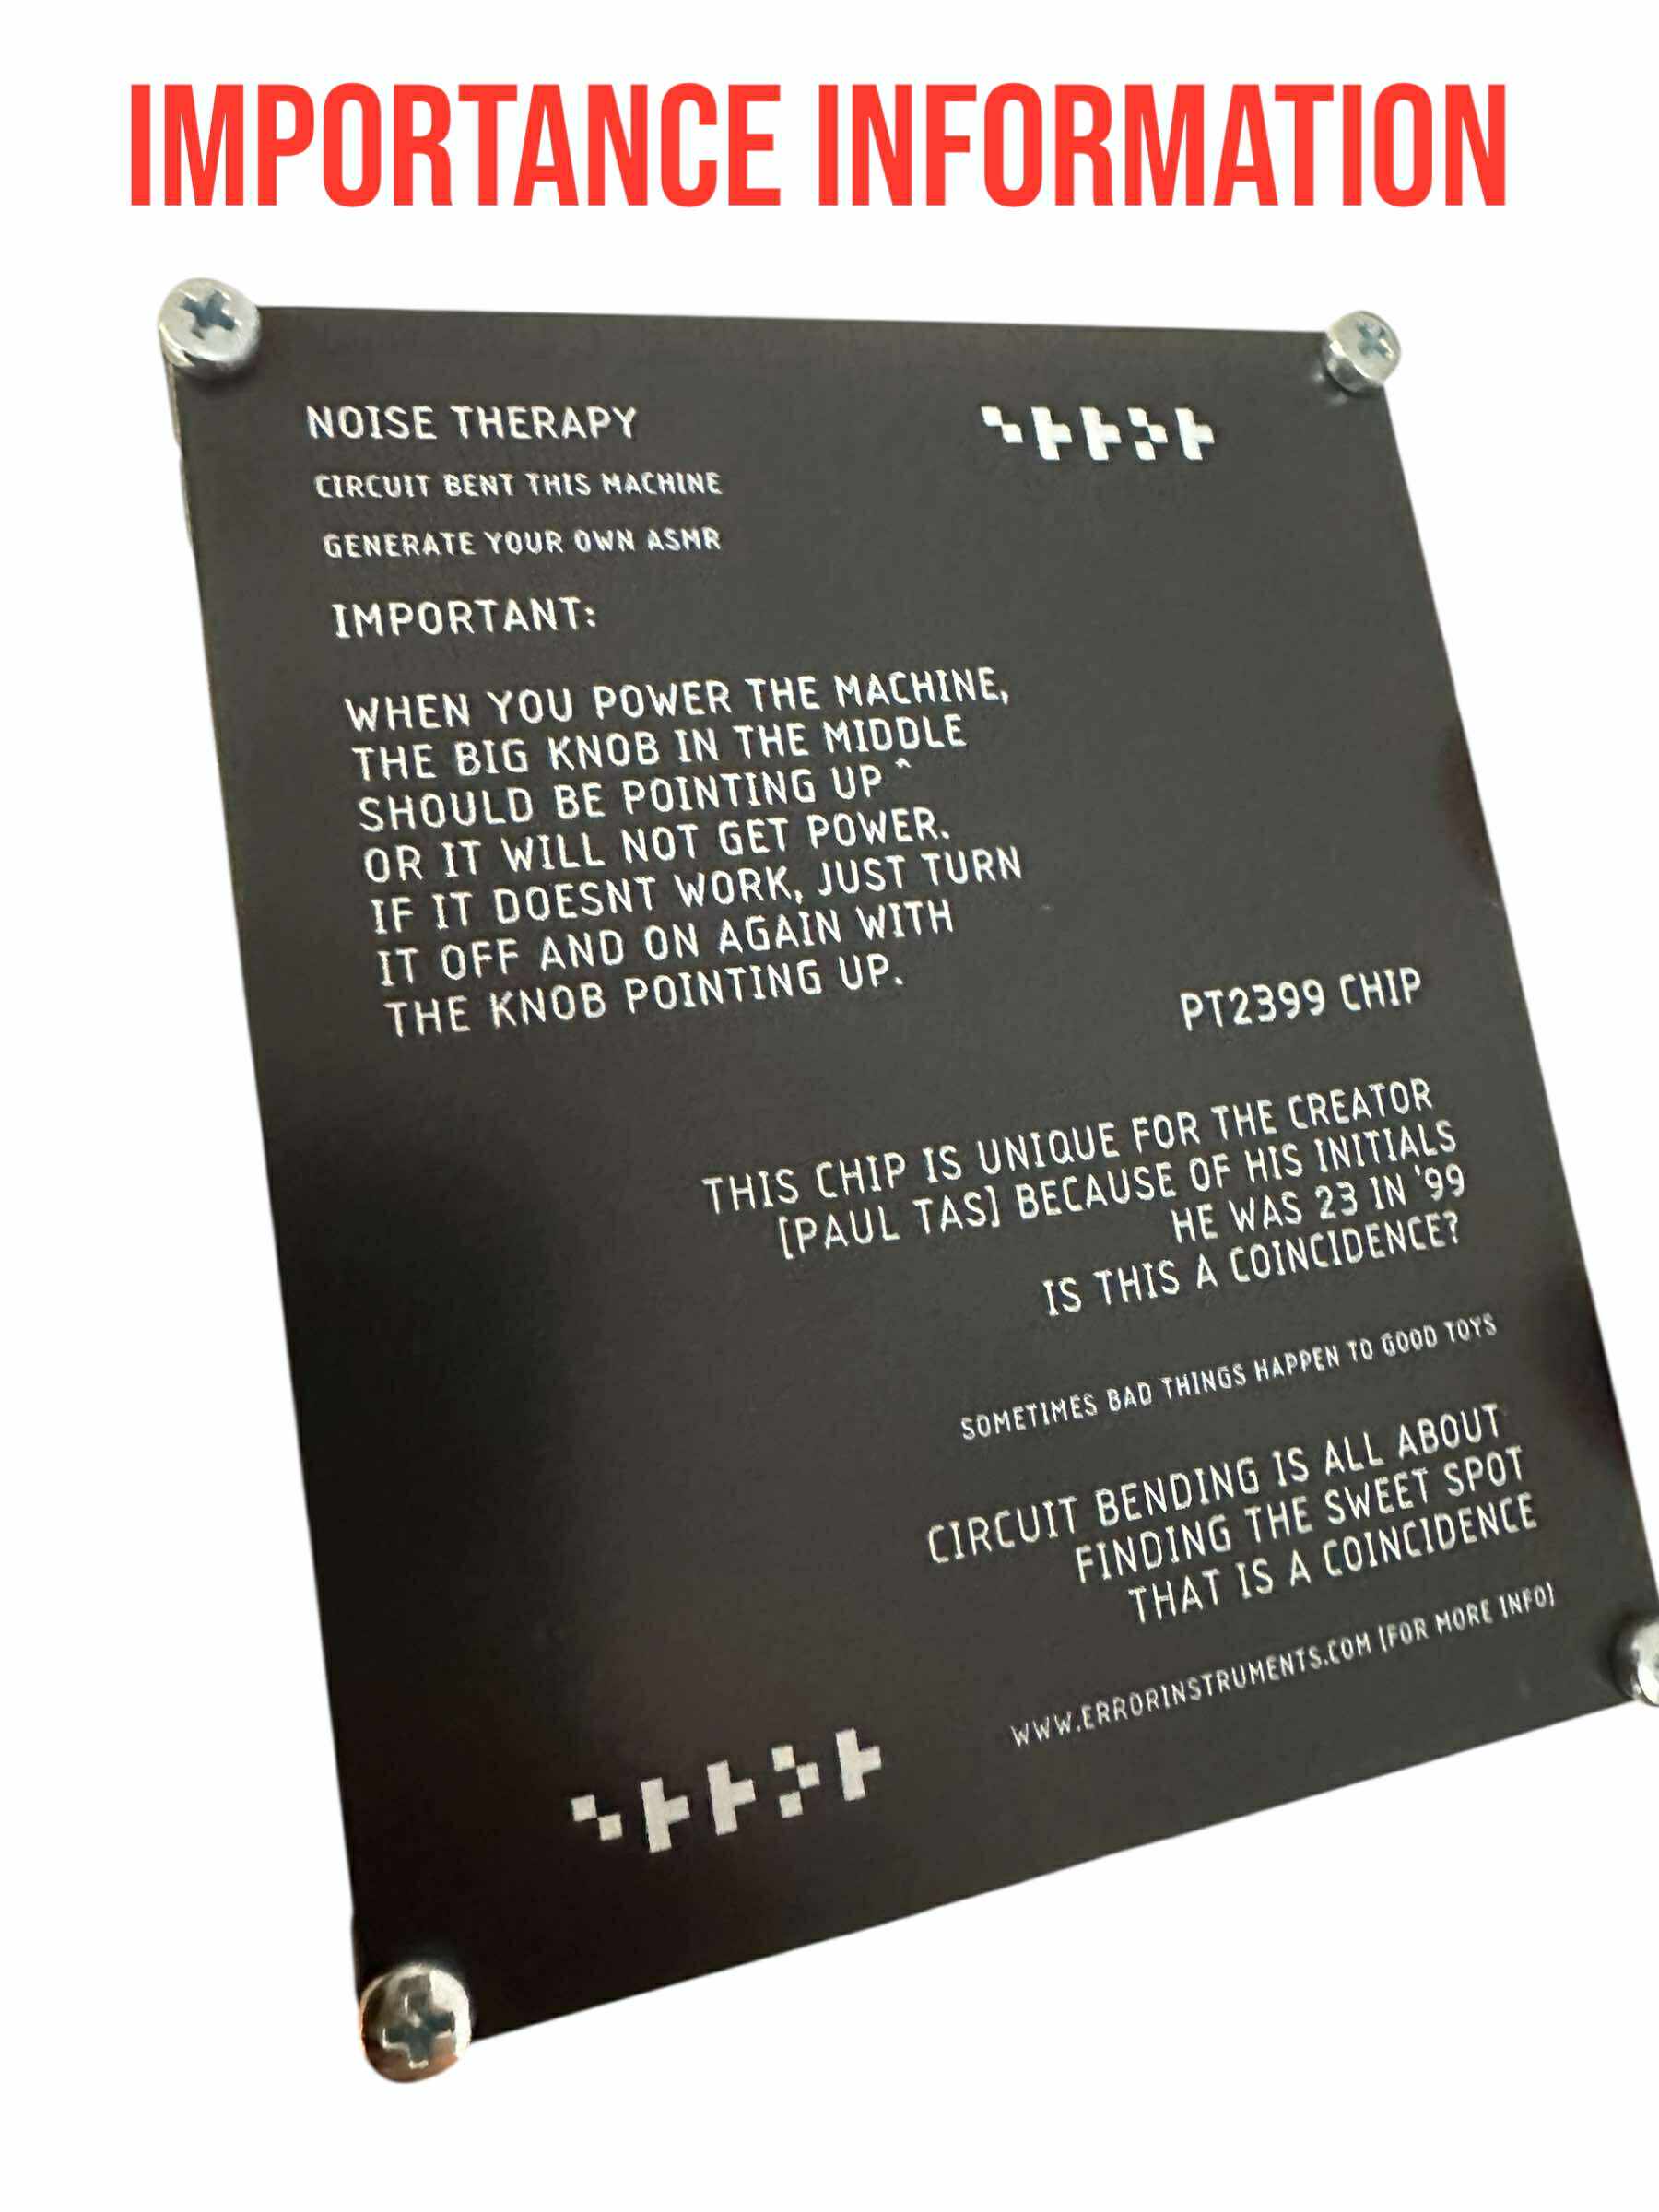 IMPORTANCE INFORMATION
NOISE THERAPY
CIRCUIT BENT THIS MACHINE
GENERATE YOUR OWN ASMR
IMPORTANT:
WHEN YOU POWER THE MACHINE,
THE BIG KNOB IN THE MIDDLE
SHOULD BE POINTING UP ^
OR IT WILL NOT GET POWER.
IF IT DOESNT WORK, JUST TURN
IT OFF AND ON AGAIN WITH
THE KNOB POINTING UP.
PT2399 CHIP
THIS CHIP IS UNIQUE FOR THE CREATOR
[PAUL TAS] BECAUSE OF HIS INITIALS
HE WAS 23 IN '99
IS THIS A COINCIDENCE?
SOMETIMES BAD THINGS HAPPEN TO GOOD TOYS
CIRCUIT BENDING IS ALL ABOUT
FINDING THE SWEET SPOT
THAT IS A COINCIDENCE
WWW.ERRORINSTRUMENTS.COM [FOR MORE INFO]